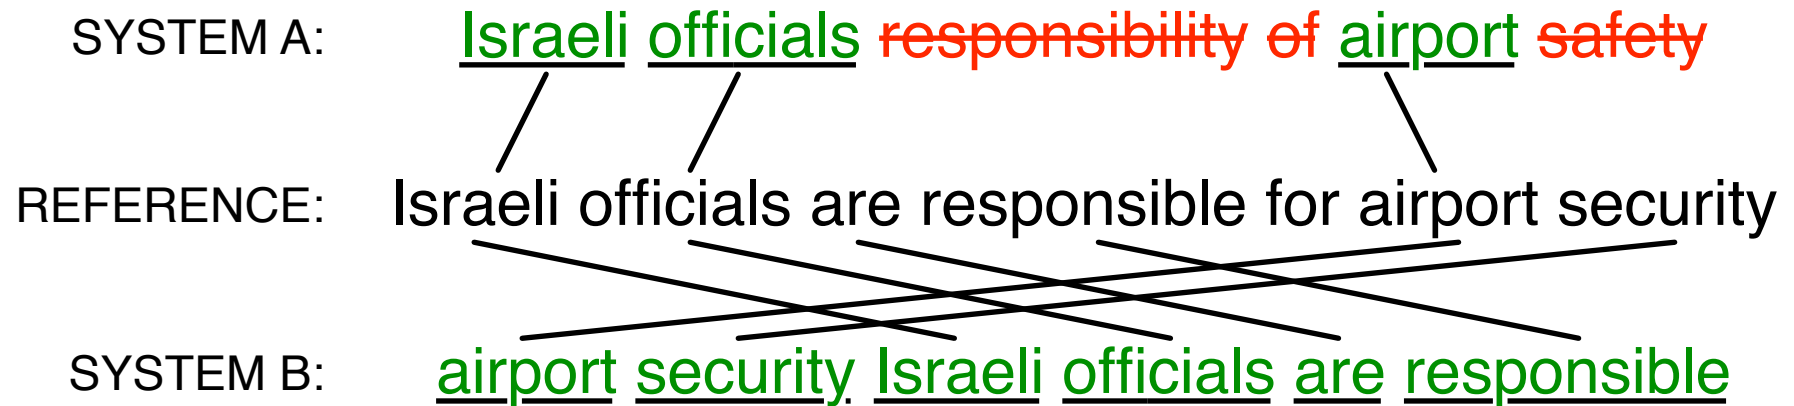 SYSTEM A: Israeli officials responsibility of airport safety
REFERENCE: Israeli officials are responsible for airport security
SYSTEM B: airport security Israeli officials are responsible